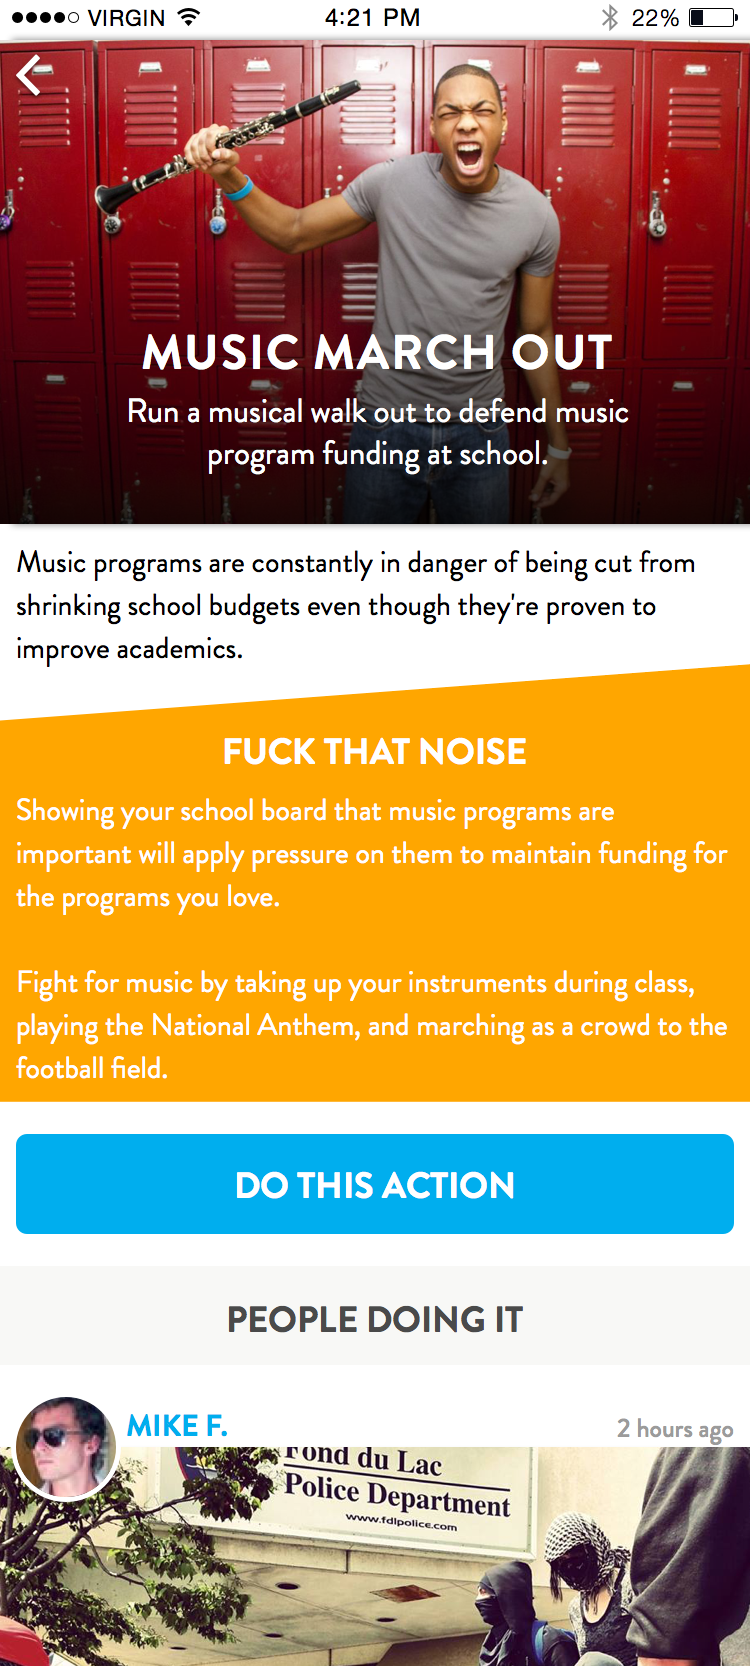 VIRGIN 4:21 PM 22%
MUSIC MARCH OUT
Run a musical walk out to defend music
program funding at school.
Music programs are constantly in danger of being cut from
shrinking school budgets even though they're proven to
improve academics.
FUCK THAT NOISE
Showing your school board that music programs are
important will apply pressure on them to maintain funding for
the programs you love.
Fight for music by taking up your instruments during class,
playing the National Anthem, and marching as a crowd to the
football field.
DO THIS ACTION
PEOPLE DOING IT
MIKE F. 2 hours ago
Fond du Lac
Police Department
www.fdlpolice.com